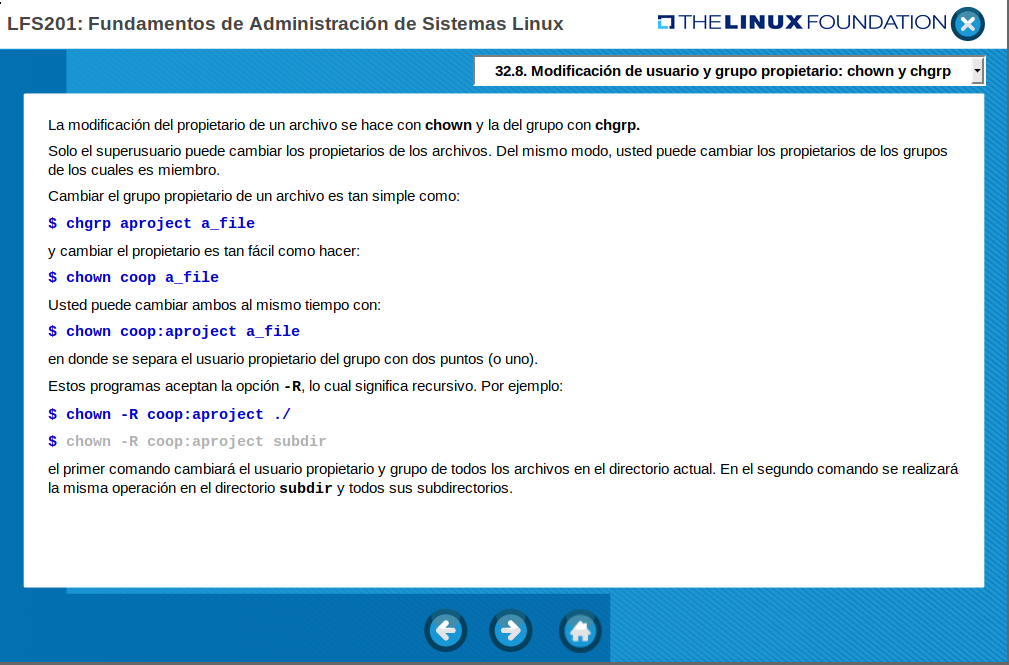 LFS201: Fundamentos de Administración de Sistemas Linux
THE LINUX FOUNDATION
32.8. Modificación de usuario y grupo propietario: chown y chgrp
La modificación del propietario de un archivo se hace con chown y la del grupo con chgrp.
Solo el superusuario puede cambiar los propietarios de los archivos. Del mismo modo, usted puede cambiar los propietarios de los grupos
de los cuales es miembro.
Cambiar el grupo propietario de un archivo es tan simple como:
$ chgrp aproject a_file
y cambiar el propietario es tan fácil como hacer:
$ chown coop a_file
Usted puede cambiar ambos al mismo tiempo con:
$ chown coop:aproject a_file
en donde se separa el usuario propietario del grupo con dos puntos (o uno).
Estos programas aceptan la opción -R, lo cual significa recursivo. Por ejemplo:
$ chown -R coop:aproject ./
$ chown -R coop:aproject subdir
el primer comando cambiará el usuario propietario y grupo de todos los archivos en el directorio actual. En el segundo comando se realizará
la misma operación en el directorio subdir y todos sus subdirectorios.